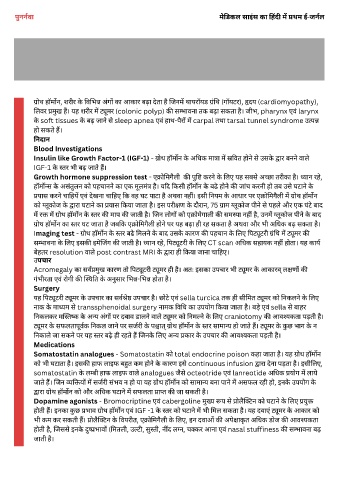 पुनर्नवा
मेडिकल साइंस का हिंदी में प्रथम ई-जर्नल
ग्रोथ हॉर्मोन, शरीर के विभिन्न अंगों का आकार बढ़ा देता है जिनमें थायरॉयड ग्रंथि (गॉयटर), हृदय (cardiomyopathy),
लिवर प्रमुख हैं। यह शरीर में ट्यूमर (colonic polyp) की सम्भावना तक बढ़ा सकता है। जीभ, pharynx एवं larynx
के soft tissues के बढ़ जाने से sleep apnea एवं हाथ-पैरों में carpal तथा tarsal tunnel syndrome उत्पन्न
हो सकते हैं।
निदान
Blood Investigations
Insulin like Growth Factor-1 (IGF-1) - ग्रोथ हॉर्मोन के अधिक मात्रा में स्रवित होने से उसके द्वार बनने वाले
IGF-1 के स्तर भी बढ़ जाते हैं।
Growth hormone suppression test - एक्रोमिगैली की पुष्टि करने के लिए यह सबसे अच्छा तरीका है। ध्यान रहे,
हॉर्मोन्स के असंतुलन को पहचानने का एक मूलमंत्र है। यदि किसी हॉर्मोन के बढ़े होने की जांच करनी हो तब उसे घटाने के
प्रयास करने चाहियें एवं देखना चाहिए कि वह घट पाटा है अथवा नहीं। इसी नियम के आधार पर एक्रोमिगैली में ग्रोथ हॉर्मोन
को ग्लूकोज के द्वारा घटाने का प्रयास किया जाता है। इस परीक्षण के दौरान, 75 ग्राम ग्लूकोज पीने से पहले और एक घंटे बाद
में रक्त में ग्रोथ हॉर्मोन के स्तर की माप की जाती है। जिन लोगों को एक्रोमेगाली की समस्या नहीं है, उनमें ग्लूकोज पीने के बाद
ग्रोथ हॉर्मोन का स्तर घट जाता है जबकि एक्रोमिगैली होने पर यह बढ़ा ही रह सकता है अथवा और भी अधिक बढ़ सकता है।
Imaging test - ग्रोथ हॉर्मोन के स्तर बढ़े मिलने के बाद उसके कारण की पहचान के लिए पिट्यूटरी ग्रंथि में ट्यूमर की
सम्भावना के लिए इसकी इमेजिंग की जाती है। ध्यान रहे, पिट्यूटरी के लिए CT scan अधिक सहायक नहीं होता। यह कार्य
बेहतर resolution वाले post contrast MRI के द्वारा ही किया जाना चाहिए।
उपचार
Acromegaly का सर्वप्रमुख कारण तो पिट्यूटरी ट्यूमर ही है। अतः इसका उपचार भी ट्यूमर के आकारम् लक्षणों की
गंभीरता एवं रोगी की स्थिति के अनुसार भिन्न-भिन्न होता है।
Surgery
यह पिट्यूटरी ट्यूमर के उपचार का सर्वश्रेष्ठ उपचार है। छोटे एवं sella turcica तक ही सीमित ट्यूमर को निकलने के लिए
नाक के माध्यम से transsphenoidal surgery नामक विधि का उपयोग किया जाता है। बड़े एवं sella से बाहर
निकलकर मस्तिष्क के अन्य अंगों पर दबाव डालने वाले ट्यूमर को निकलने के लिए craniotomy की आवश्यकता पड़ती है।
ट्यूमर के सफलतापूर्वक निकल जाने पर सर्जरी के पश्चात् ग्रोथ हॉर्मोन के स्तर सामान्य हो जाते हैं। ट्यूमर के कुछ भाग के न
निकाले जा सकने पर यह स्तर बढ़े ही रहते हैं जिनके लिए अन्य प्रकार के उपचार की आवश्यकता पड़ती है।
Medications
Somatostatin analogues - Somatostatin को total endocrine poison कहा जाता है। यह ग्रोथ हॉर्मोन
को भी घटाता है। इसकी हाफ लाइफ बहुत कम होने के कारण इसे continuous infusion द्वारा देना पड़ता है। इसीलिए,
somatostatin के लम्बी हाफ लाइफ वाले analogues जैसे octeotride एवं lanreotide अधिक प्रयोग में लाये
जाते हैं। जिन व्यक्तियों में सर्जरी संभव न हो या यह ग्रोथ हॉर्मोन को सामान्य बना पाने में असफल रही हो, इनके उपयोग के
द्वारा ग्रोथ हॉर्मोन को और अधिक घटाने में सफलता प्राप्त की जा सकती है।
Dopamine agonists - Bromocriptine एवं cabergoline मुख्य रूप से प्रोलैक्टिन को घटाने के लिए प्रयुक्त
होती हैं। इनका कुछ प्रभाव ग्रोथ हॉर्मोन एवं IGF -1 के स्तर को घटाने में भी मिल सकता है। यह दवाएं ट्यूमर के आकार को
भी कम कर सकती हैं। प्रोलैक्टिन के विपरीत, एक्रोमिगैली के लिए, इन दवाओं की अपेक्षाकृत अधिक डोज की आवश्यकता
होती है, जिससे इनके दुष्प्रभावों (मितली, उल्टी, सुस्ती, नींद लगना, चक्कर आना एवं nasal stuffiness की सम्भावना बढ़
जाती है।